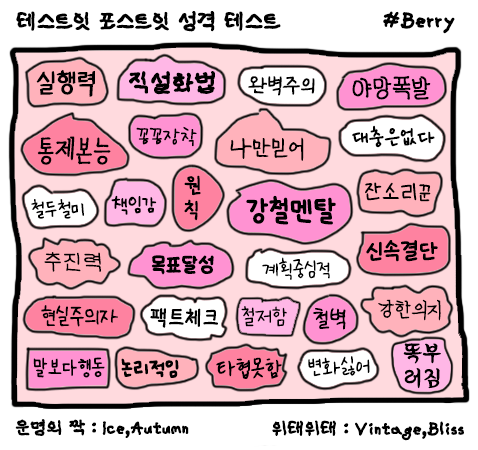 테스트잇 포스트잇 성격 테스트 #Berry
실행력 직설화법 완벽주의 야망폭발
통제본능 꽁꽁장착 나만믿어 대충은없다
철두철미 책임감 원칙 강철멘탈 잔소리꾼
추진력 목표달성 계획중심적 신속결단
현실주의자 팩트체크 철저함 철벽 강한의지
말보다행동 논리적임 타협못함 변화싫어 똑부러짐
운명의 짝 : Ice,Autumn 위태위태 : Vintage,Bliss